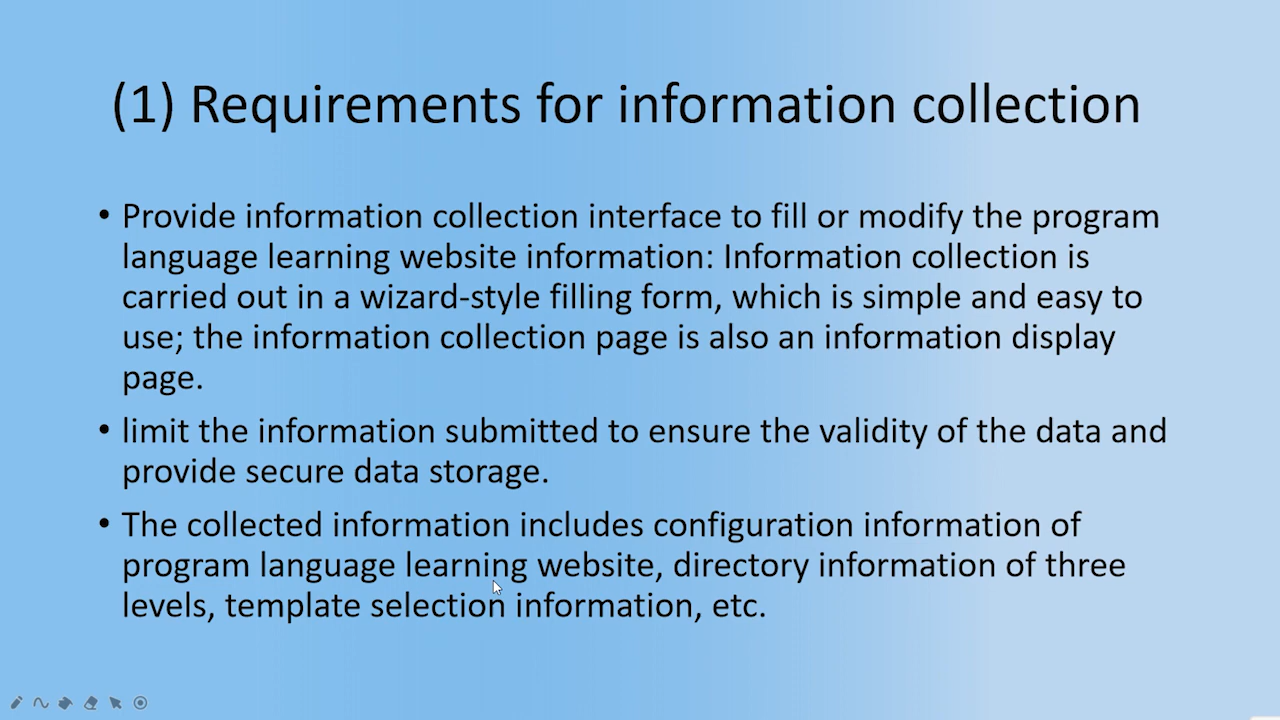 (1) Requirements for information collection
• Provide information collection interface to fill or modify the program
language learning website information: Information collection is
carried out in a wizard-style filling form, which is simple and easy to
use; the information collection page is also an information display
page.
• limit the information submitted to ensure the validity of the data and
provide secure data storage.
• The collected information includes configuration information of
program language learning website, directory information of three
levels, template selection information, etc.